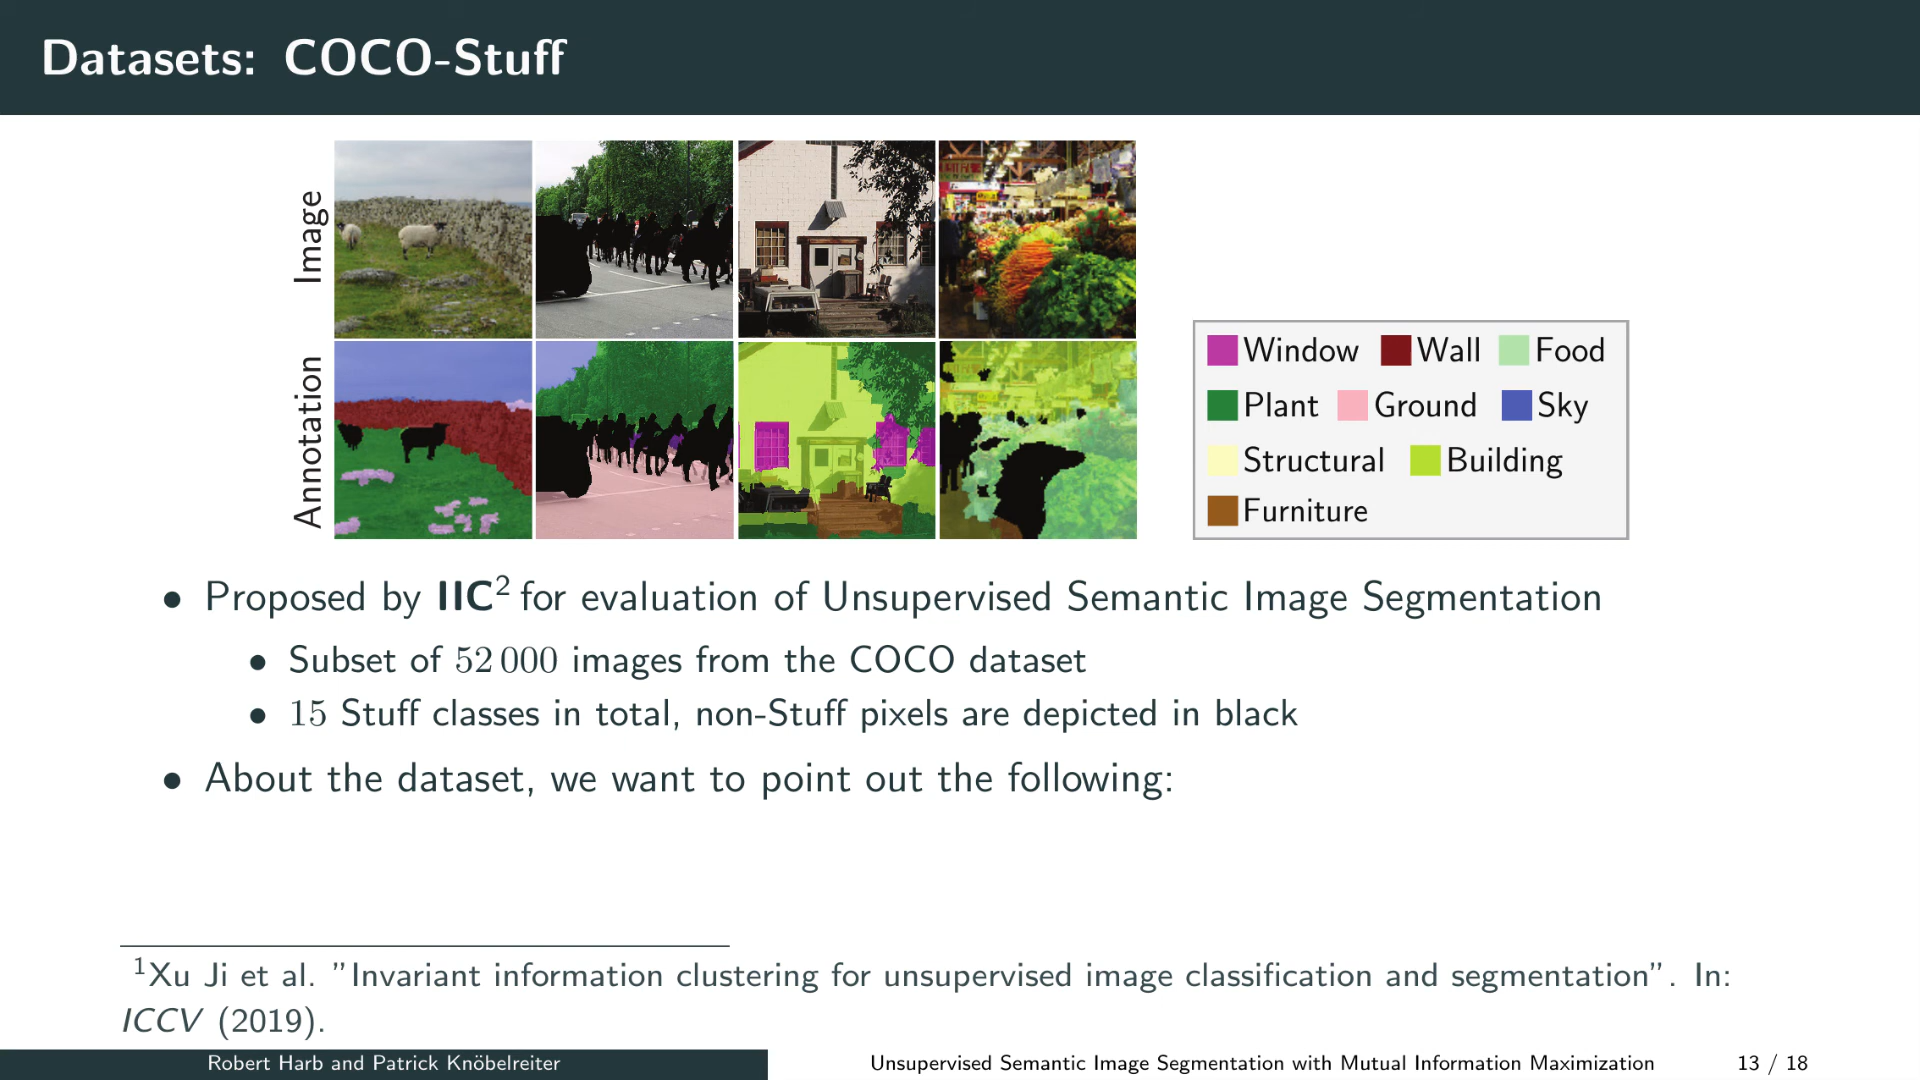 Datasets: COCO-Stuff
Image
Annotation
Window Wall Food
Plant Ground Sky
Structural Building
Furniture
• Proposed by IIC² for evaluation of Unsupervised Semantic Image Segmentation
• Subset of 52 000 images from the COCO dataset
• 15 Stuff classes in total, non-Stuff pixels are depicted in black
• About the dataset, we want to point out the following:
¹Xu Ji et al. ”Invariant information clustering for unsupervised image classification and segmentation”. In:
ICCV (2019).
Robert Harb and Patrick Knöbelreiter Unsupervised Semantic Image Segmentation with Mutual Information Maximization 13 / 18